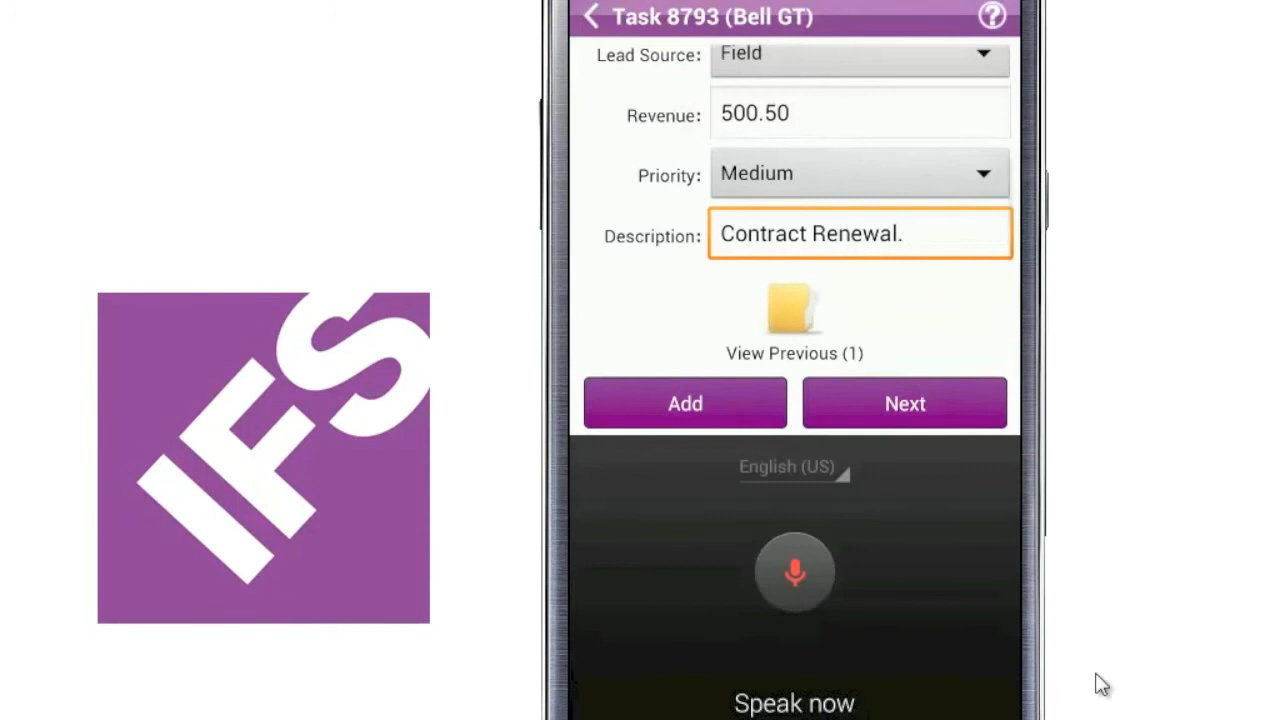 Task 8793 (Bell GT)
Lead Source: Field
Revenue: 500.50
Priority: Medium
Description: Contract Renewal.
View Previous (1)
Add Next
English (US)
Speak now
IFS